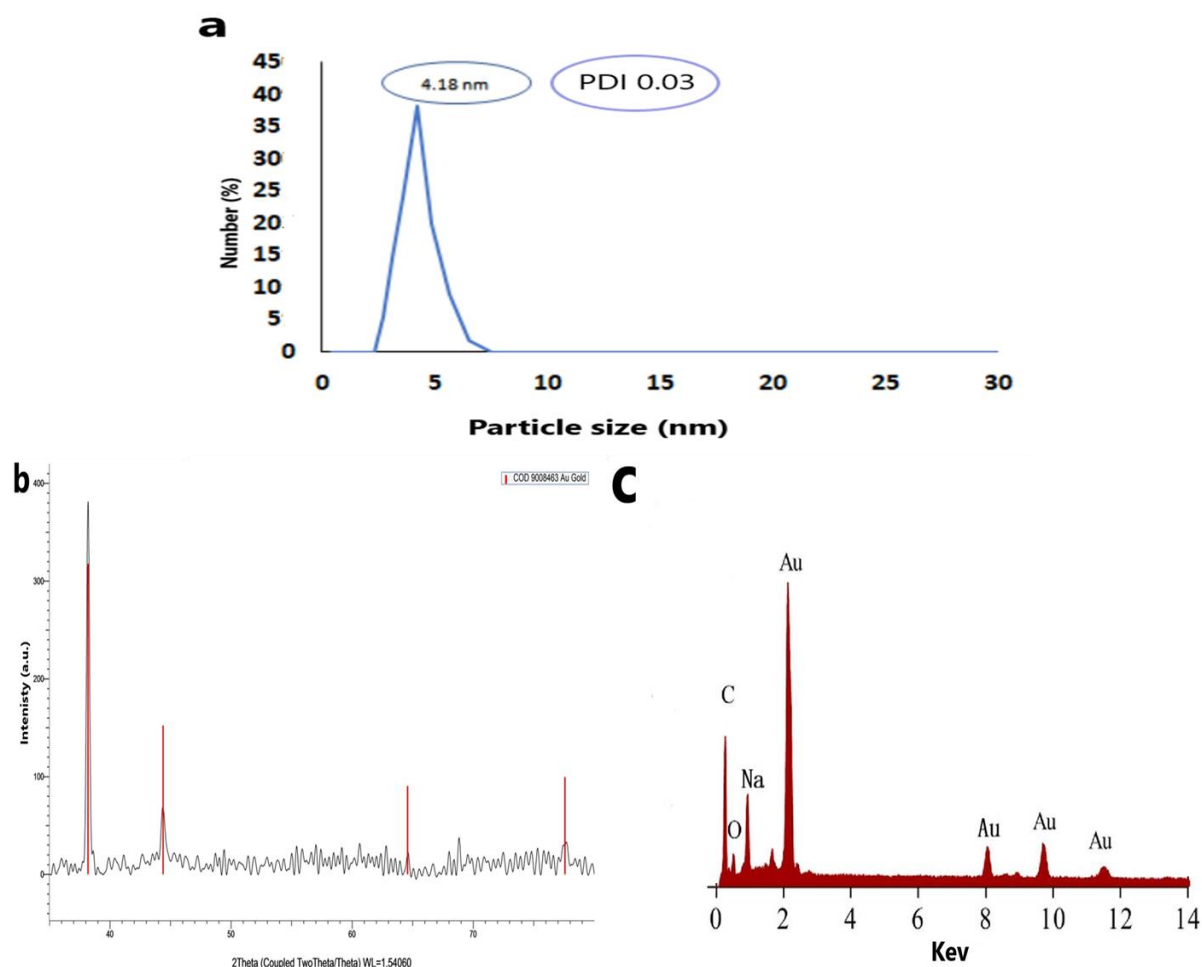 a
4.18 nm
PDI 0.03
45
40
35
30
25
20
15
10
5
0
Number (%)
0 5 10 15 20 25 30
Particle size (nm)
b
COD 9008463 Au Gold
400
300
200
100
0
Intenisty (a.u.)
40 50 60 70
2Theta (Coupled TwoTheta/Theta) WL=1.54060
c
Au
C
Na
O
Au
Au
Au
0 2 4 6 8 10 12 14
Kev